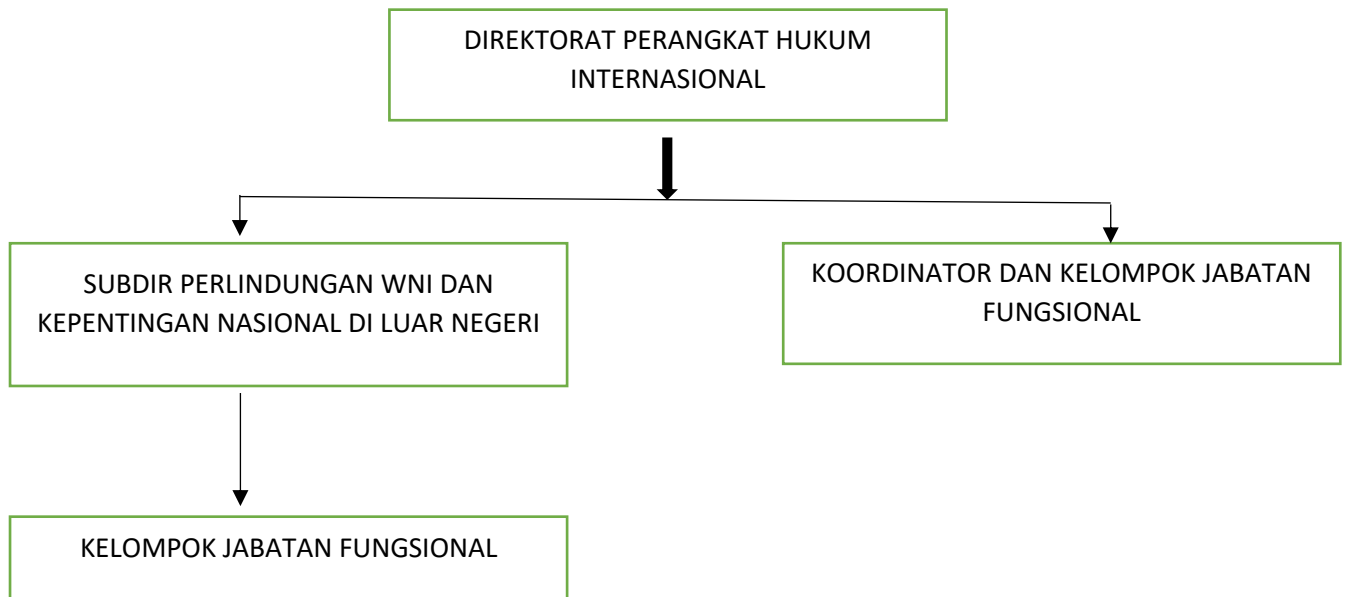 DIREKTORAT PERANGKAT HUKUM
INTERNASIONAL
SUBDIR PERLINDUNGAN WNI DAN
KEPENTINGAN NASIONAL DI LUAR NEGERI
KOORDINATOR DAN KELOMPOK JABATAN
FUNGSIONAL
KELOMPOK JABATAN FUNGSIONAL